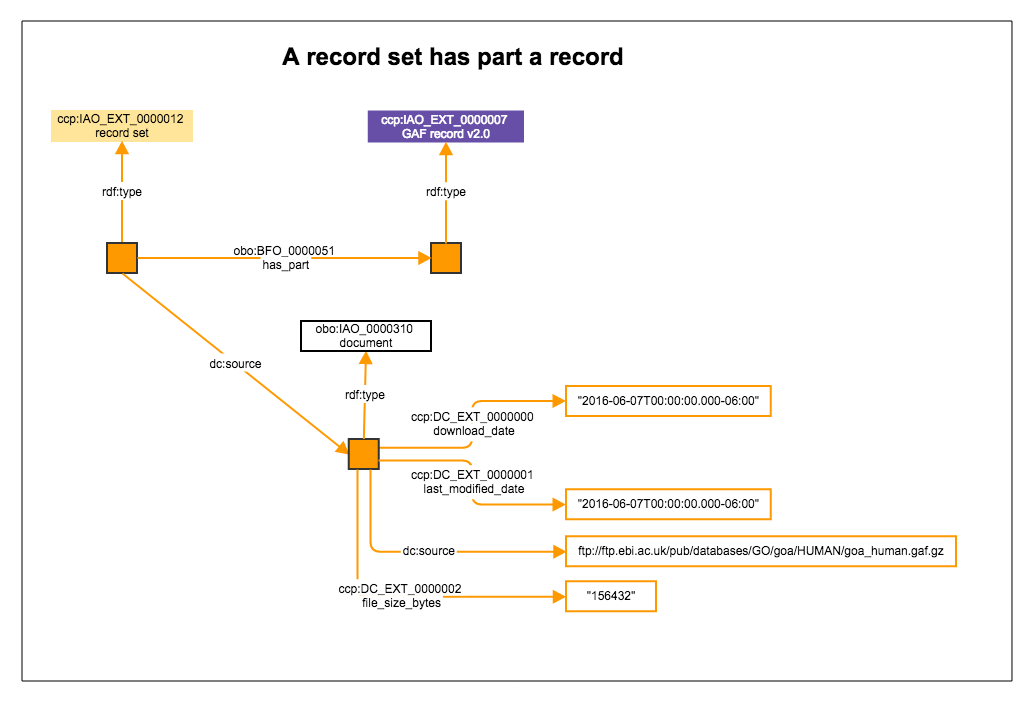 A record set has part a record
ccp:IAO_EXT_0000012
record set
ccp:IAO_EXT_0000007
GAF record v2.0
rdf:type
rdf:type
obo:BFO_0000051
has_part
obo:IAO_0000310
document
dc:source
rdf:type
"2016-06-07T00:00:00.000-06:00"
ccp:DC_EXT_0000000
download_date
ccp:DC_EXT_0000001
last_modified_date
"2016-06-07T00:00:00.000-06:00"
dc:source
ftp://ftp.ebi.ac.uk/pub/databases/GO/goa/HUMAN/goa_human.gaf.gz
ccp:DC_EXT_0000002
file_size_bytes
"156432"